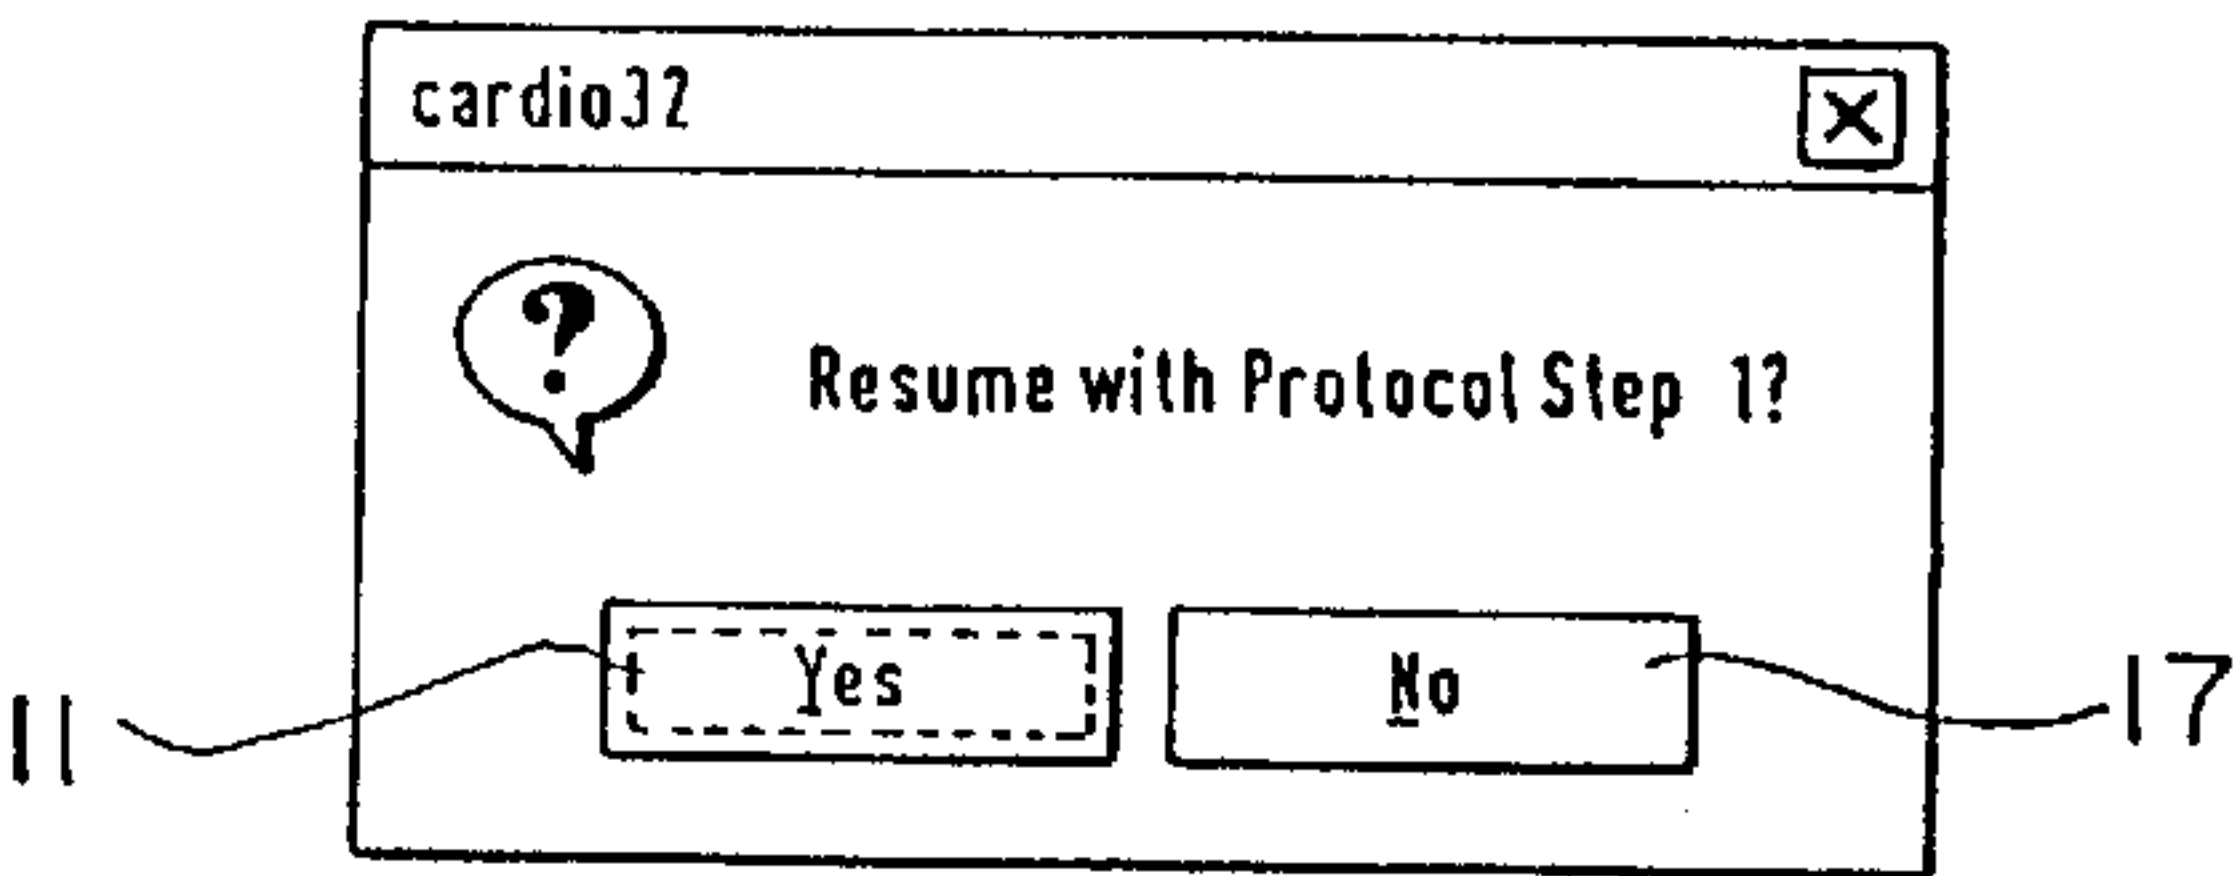 cardio32
?
Resume with Protocol Step 1?
Yes No
11 17